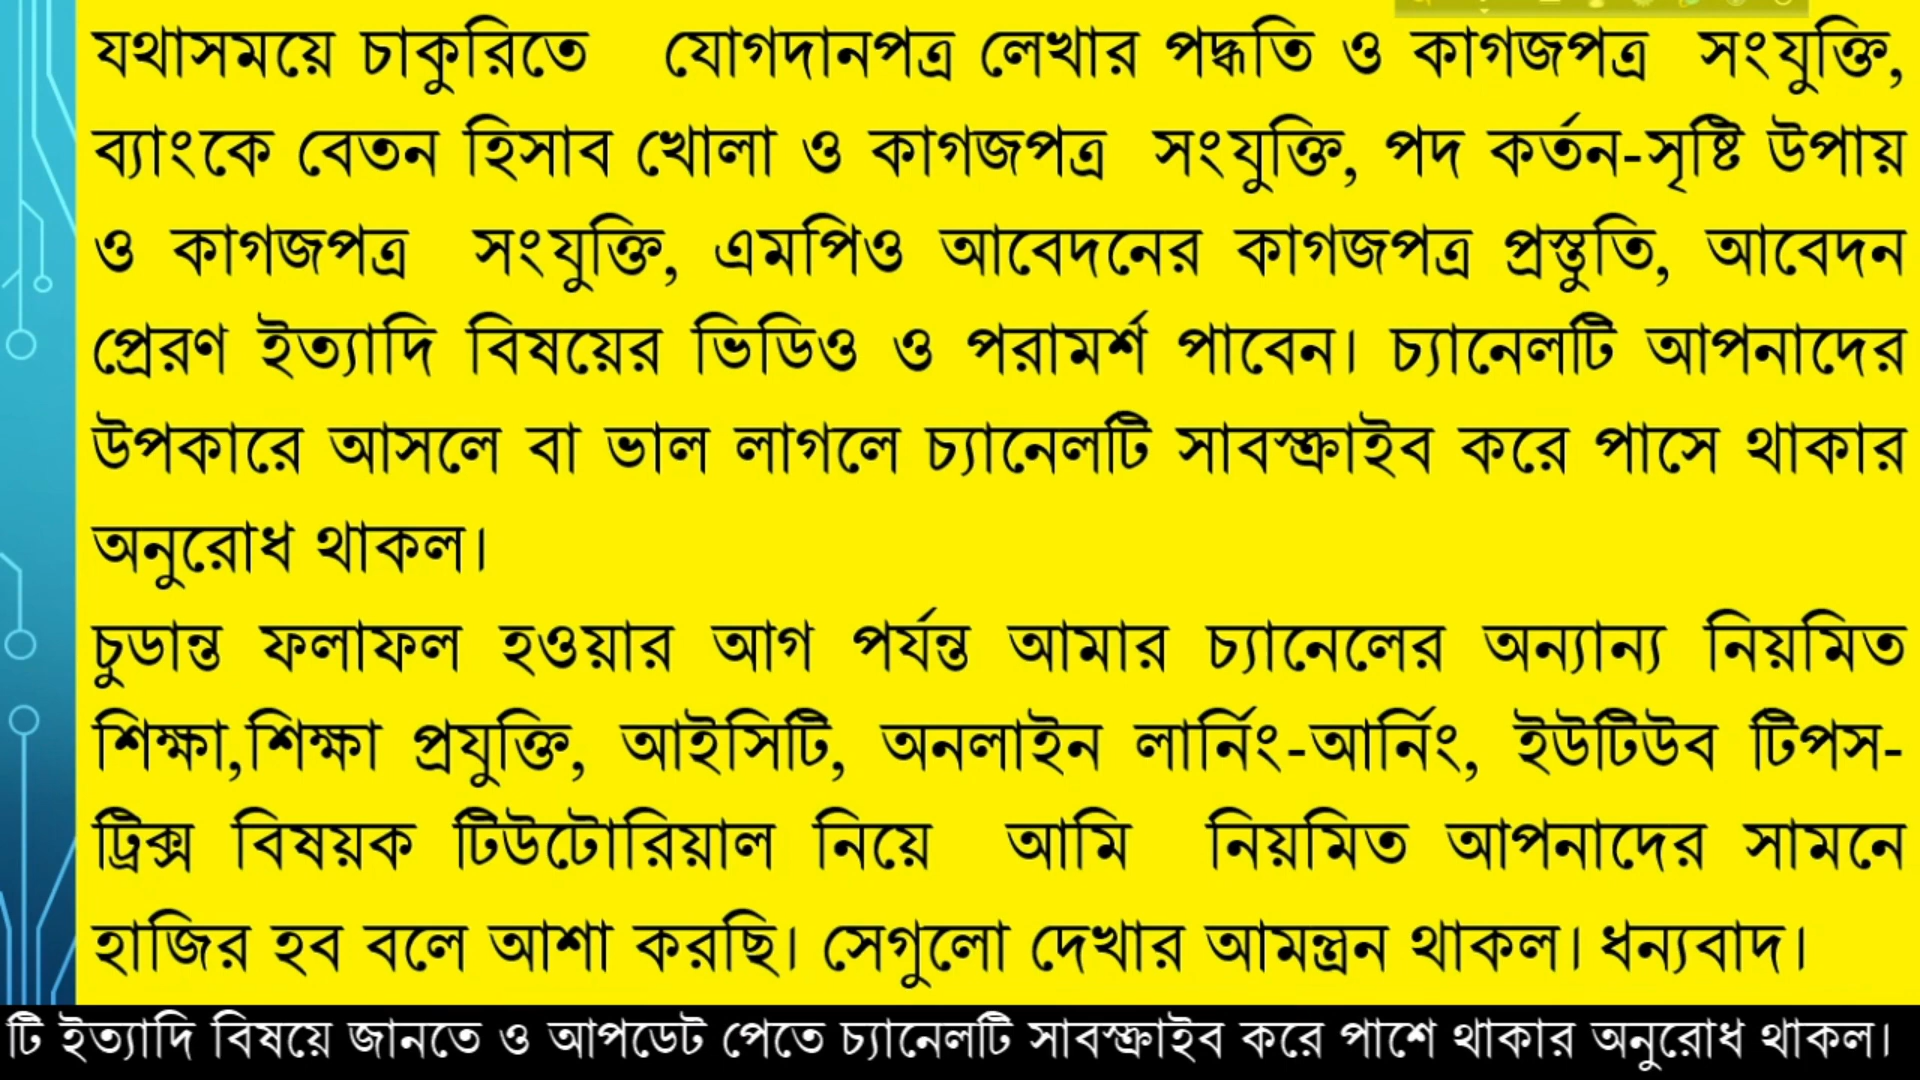 যথাসময়ে চাকুরিতে যোগদানপত্র লেখার পদ্ধতি ও কাগজপত্র সংযুক্তি,
ব্যাংকে বেতন হিসাব খোলা ও কাগজপত্র সংযুক্তি, পদ কর্তন-সৃষ্টি উপায়
ও কাগজপত্র সংযুক্তি, এমপিও আবেদনের কাগজপত্র প্রস্তুতি, আবেদন
প্রেরণ ইত্যাদি বিষয়ের ভিডিও ও পরামর্শ পাবেন। চ্যানেলটি আপনাদের
উপকারে আসলে বা ভাল লাগলে চ্যানেলটি সাবস্ক্রাইব করে পাসে থাকার
অনুরোধ থাকল।
চুডান্ত ফলাফল হওয়ার আগ পর্যন্ত আমার চ্যানেলের অন্যান্য নিয়মিত
শিক্ষা,শিক্ষা প্রযুক্তি, আইসিটি, অনলাইন লার্নিং-আর্নিং, ইউটিউব টিপস-
ট্রিক্স বিষয়ক টিউটোরিয়াল নিয়ে আমি নিয়মিত আপনাদের সামনে
হাজির হব বলে আশা করছি। সেগুলো দেখার আমন্ত্রন থাকল। ধন্যবাদ।
টি ইত্যাদি বিষয়ে জানতে ও আপডেট পেতে চ্যানেলটি সাবস্ক্রাইব করে পাশে থাকার অনুরোধ থাকল।